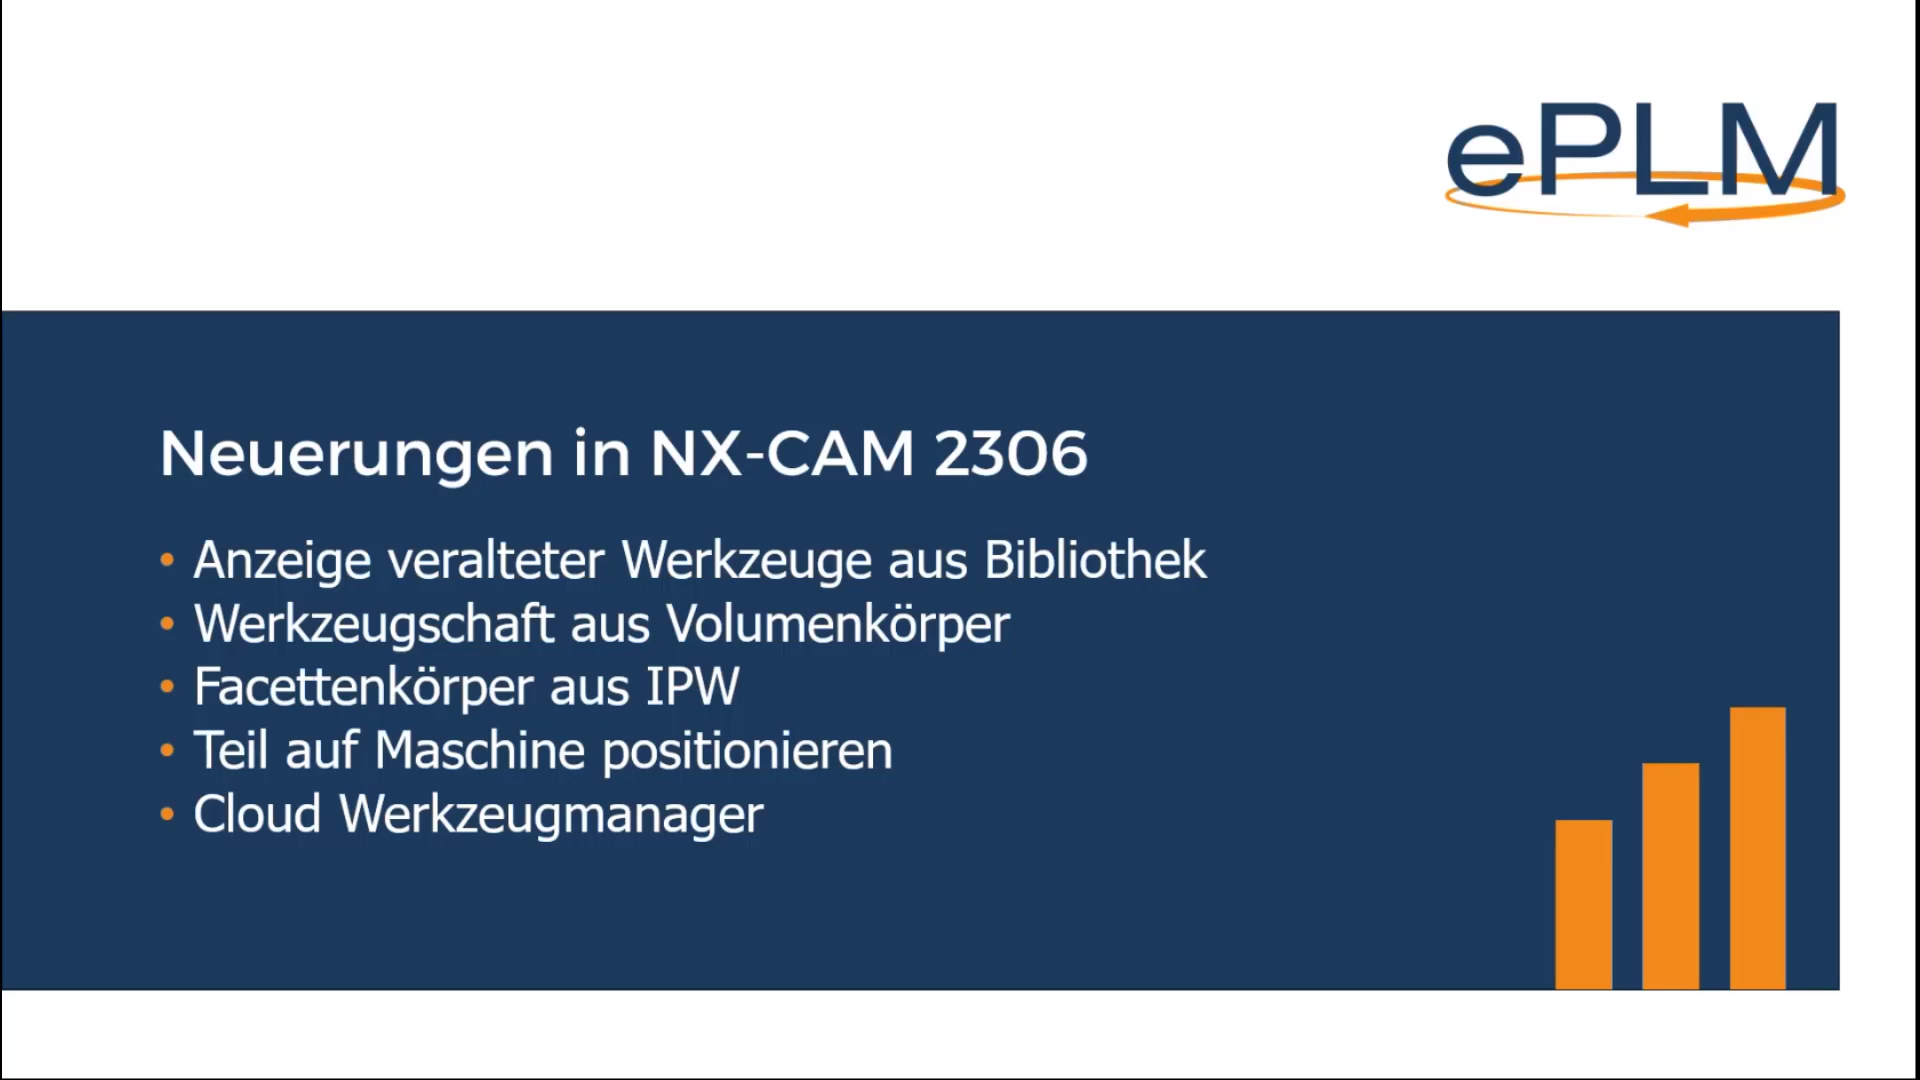 ePLM
Neuerungen in NX-CAM 2306
• Anzeige veralteter Werkzeuge aus Bibliothek
• Werkzeugschaft aus Volumenkörper
• Facettenkörper aus IPW
• Teil auf Maschine positionieren
• Cloud Werkzeugmanager